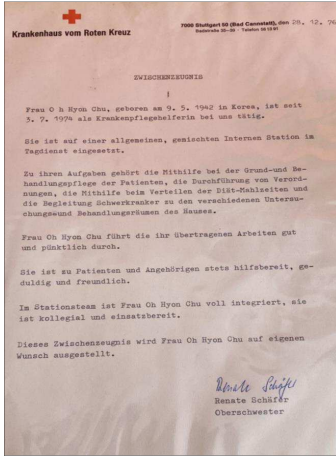 Krankenhaus vom Roten Kreuz
7000 Stuttgart 50 (Bad Cannstatt), den 28. 12. 76
Badstraße
ZWISCHENZEUGNIS
Frau O h Hyon Chu, geboren am 9. 5. 1942 in Korea, ist seit
3. 7. 1974 als Krankenpflegehelferin bei uns tätig.
Sie ist auf einer allgemeinen, gemischten Internen Station im
Tagdienst eingesetzt.
Zu ihren Aufgaben gehört die Mithilfe bei der Grund-und Be-
handlungspflege der Patienten, die Durchführung von Verord-
nungen, die Mithilfe beim Verteilen der Diät-Mahlzeiten und
die Begleitung Schwerkranker zu den verschiedenen Untersu-
chungswund Behandlungsräumen des Hauses.
Frau Oh Hyon Chu führt die ihr übertragenen Arbeiten gut
und pünktlich durch.
Sie ist zu Patienten und Angehörigen stets hilfsbereit, ge-
duldig und freundlich.
Im Stationsteam ist Frau Oh Hyon Chu voll integriert, sie
ist kollegial und einsatzbereit.
Dieses Zwischenzeugnis wird Frau Oh Hyon Chu auf eigenen
Wunsch ausgestellt.
Renate Schäfer
Renate Schäfer
Oberschwester